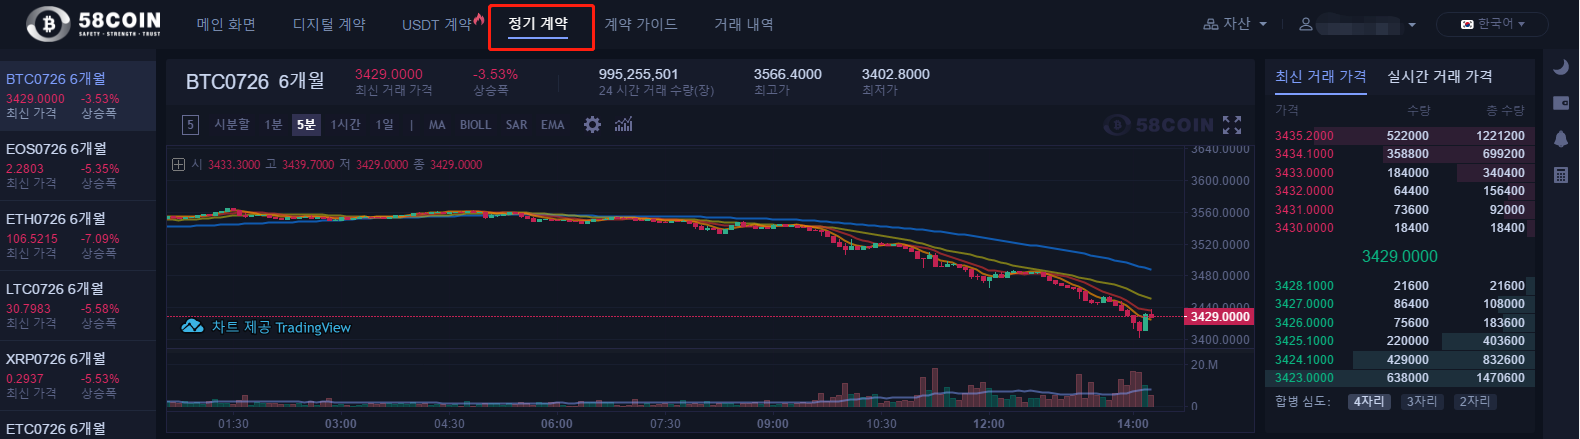 58COIN
SAFETY · STRENGTH · TRUST
메인 화면 디지털 계약 USDT 계약 정기 계약 계약 가이드 거래 내역 자산 한국어
BTC0726 6개월
3429.0000 -3.53%
최신 가격 상승폭
EOS0726 6개월
2.2803 -5.35%
최신 가격 상승폭
ETH0726 6개월
106.5215 -7.09%
최신 가격 상승폭
LTC0726 6개월
30.7983 -5.58%
최신 가격 상승폭
XRP0726 6개월
0.2937 -5.53%
최신 가격 상승폭
ETC0726 6개월
BTC0726 6개월
3429.0000 -3.53% 995,255,501 3566.4000 3402.8000
최신 거래 가격 상승폭 24 시간 거래 수량(장) 최고가 최저가
5 시분할 1분 5분 1시간 1일 | MA BIOLL SAR EMA
58COIN
시 3433.3000 고 3439.7000 저 3429.0000 종 3429.0000
3640.0000
3600.0000
3560.0000
3520.0000
3480.0000
3440.0000
3429.0000
3400.0000
차트 제공 TradingView
20.M
0
01:30 03:00 04:30 06:00 07:30 09:00 10:30 12:00 14:00
최신 거래 가격 실시간 거래 가격
가격 수량 총 수량
3435.2000 522000 1221200
3434.1000 358800 699200
3433.0000 184000 340400
3432.0000 64400 156400
3431.0000 73600 92000
3430.0000 18400 18400
3429.0000
3428.1000 21600 21600
3427.0000 86400 108000
3426.0000 75600 183600
3425.1000 220000 403600
3424.1000 429000 832600
3423.0000 638000 1470600
합병 심도: 4자리 3자리 2자리